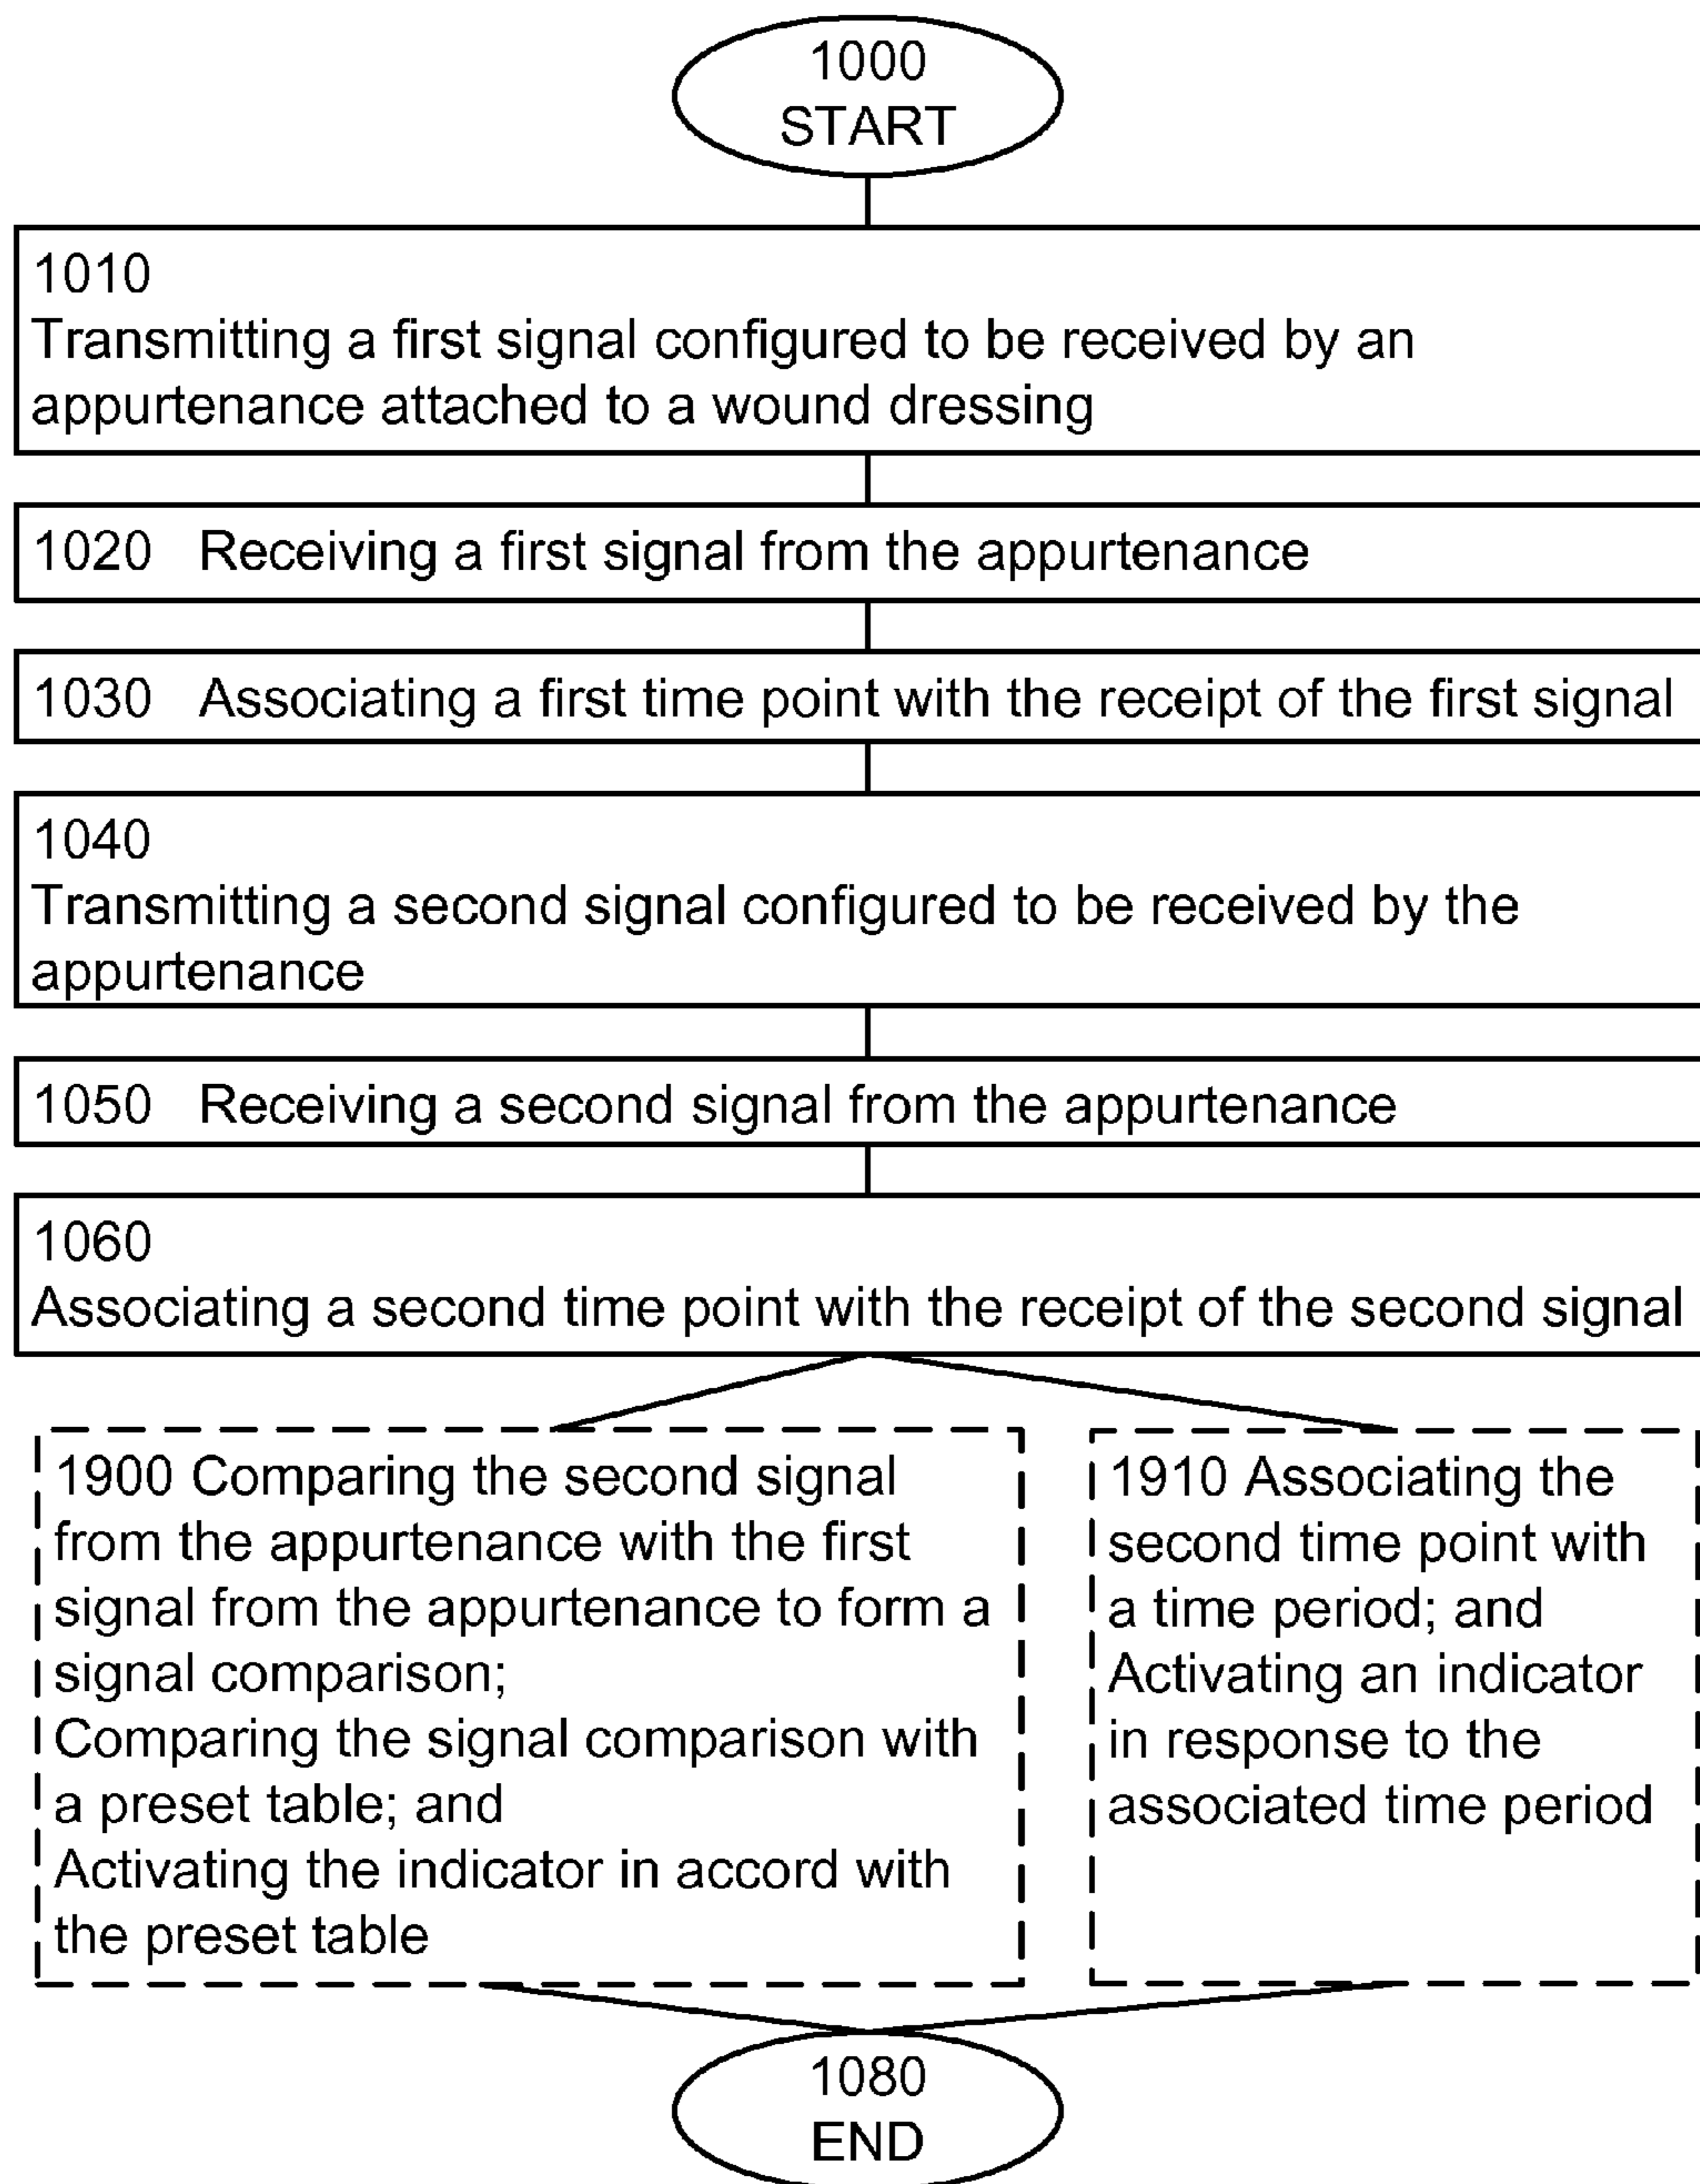 1000
START
1010
Transmitting a first signal configured to be received by an
appurtenance attached to a wound dressing
1020 Receiving a first signal from the appurtenance
1030 Associating a first time point with the receipt of the first signal
1040
Transmitting a second signal configured to be received by the
appurtenance
1050 Receiving a second signal from the appurtenance
1060
Associating a second time point with the receipt of the second signal
1900 Comparing the second signal
from the appurtenance with the first
signal from the appurtenance to form a
signal comparison;
Comparing the signal comparison with
a preset table; and
Activating the indicator in accord with
the preset table
1910 Associating the
second time point with
a time period; and
Activating an indicator
in response to the
associated time period
1080
END